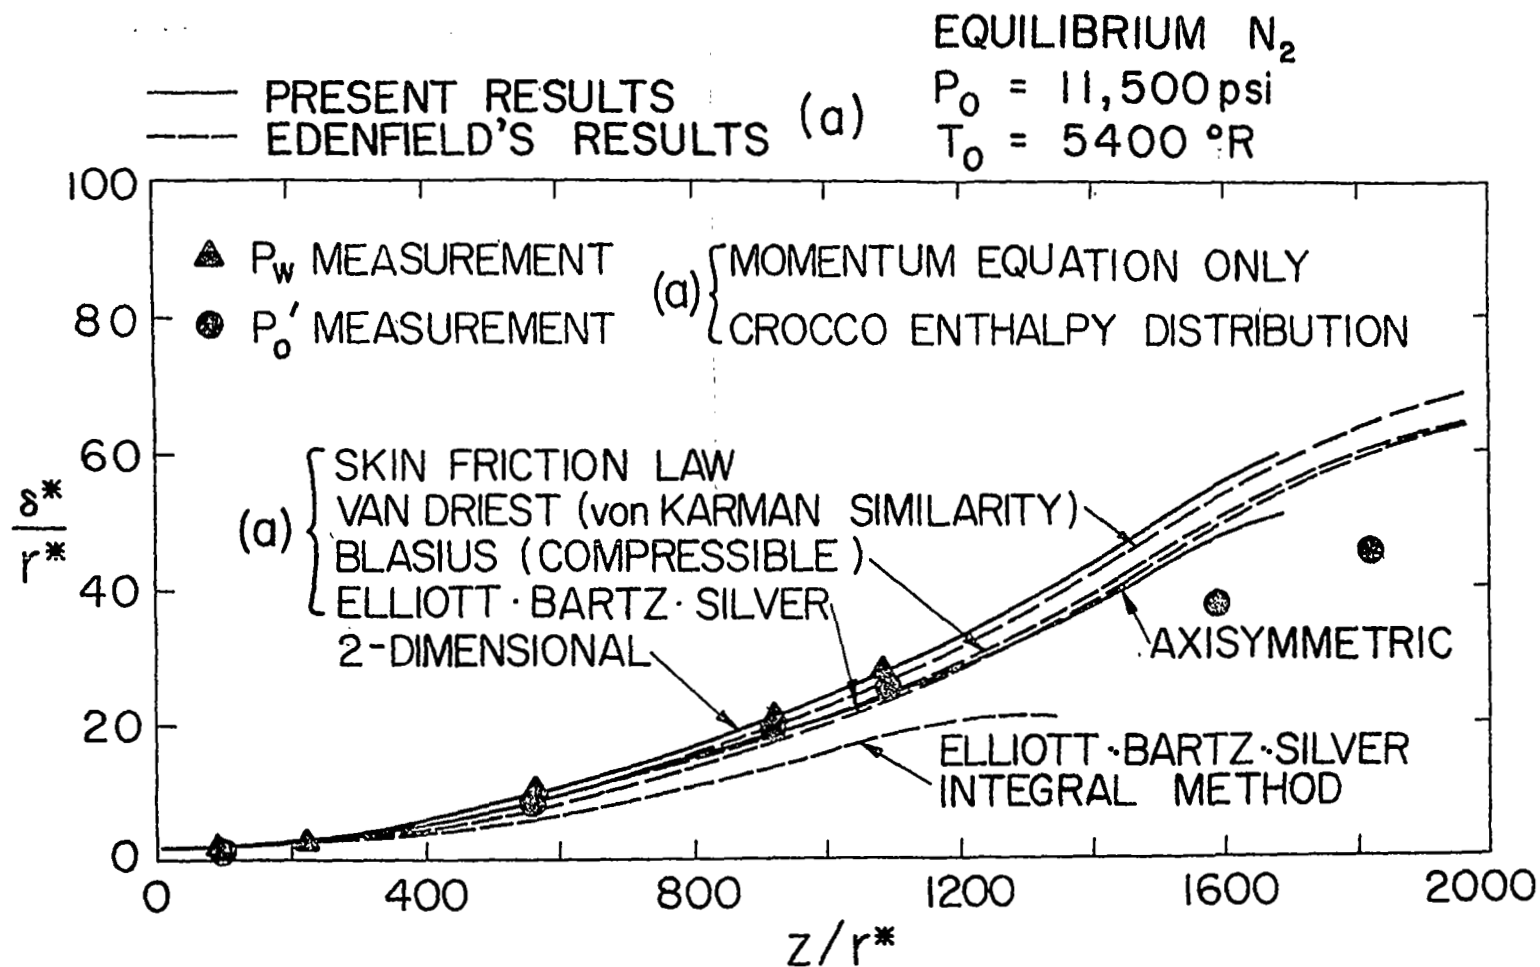 EQUILIBRIUM N₂
PRESENT RESULTS
EDENFIELD'S RESULTS
(a)
P₀ = 11,500 psi
T₀ = 5400 °R
100
80
60
40
20
0
δ*/r*
P_W MEASUREMENT
P₀' MEASUREMENT
(a)
MOMENTUM EQUATION ONLY
CROCCO ENTHALPY DISTRIBUTION
(a)
SKIN FRICTION LAW
VAN DRIEST (von KARMAN SIMILARITY)
BLASIUS (COMPRESSIBLE)
ELLIOTT·BARTZ·SILVER
2-DIMENSIONAL
AXISYMMETRIC
ELLIOTT·BARTZ·SILVER
INTEGRAL METHOD
0 400 800 1200 1600 2000
z/r*